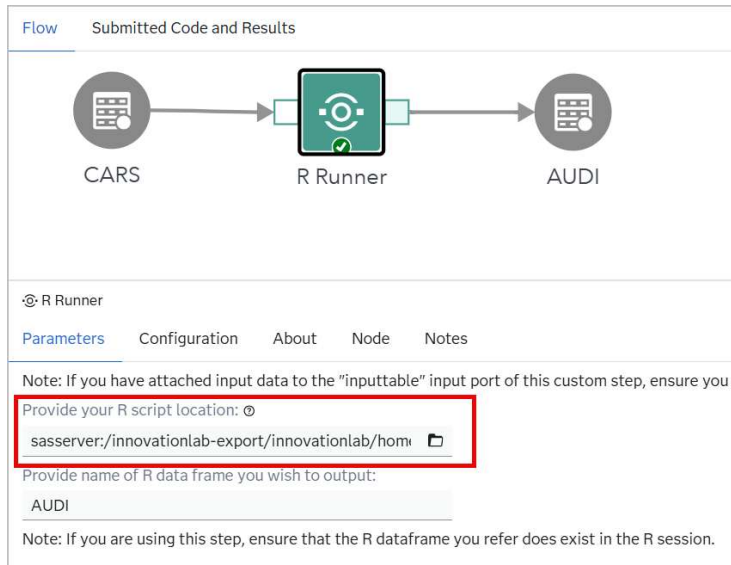 Flow Submitted Code and Results
CARS R Runner AUDI
R Runner
Parameters Configuration About Node Notes
Note: If you have attached input data to the "inputtable" input port of this custom step, ensure you
Provide your R script location:
sasserver:/innovationlab-export/innovationlab/hom
Provide name of R data frame you wish to output:
AUDI
Note: If you are using this step, ensure that the R dataframe you refer does exist in the R session.